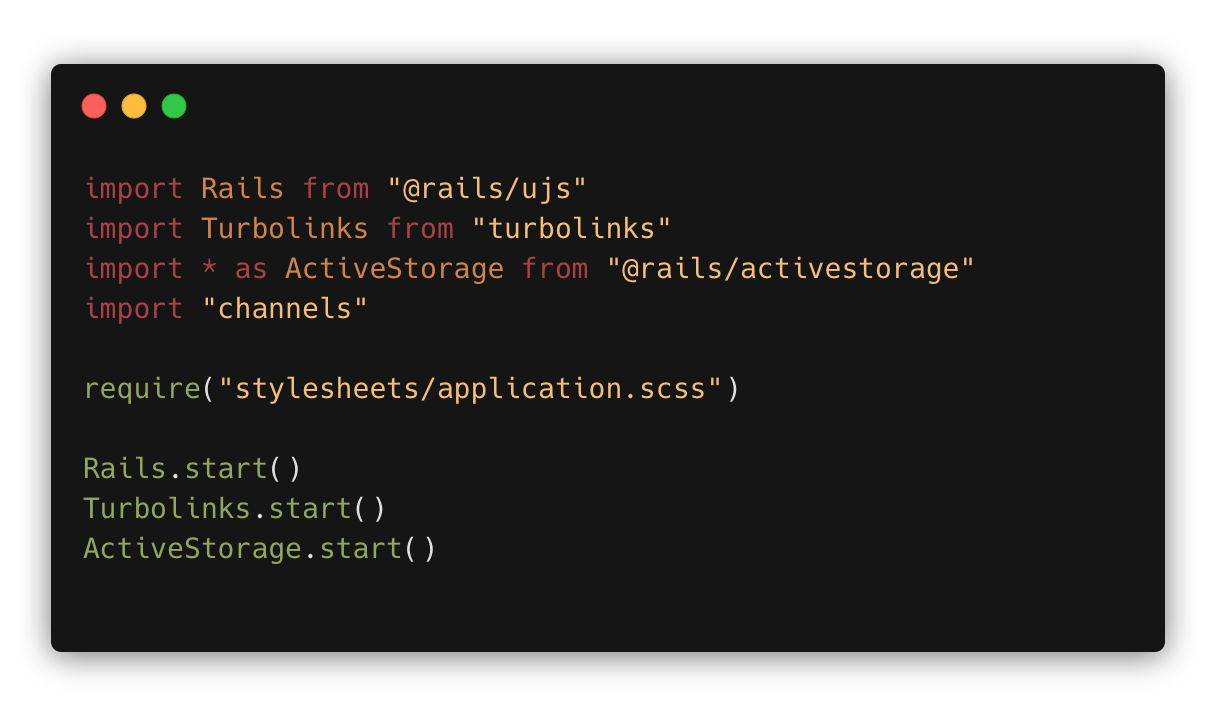 import Rails from "@rails/ujs"
import Turbolinks from "turbolinks"
import * as ActiveStorage from "@rails/activestorage"
import "channels"

require("stylesheets/application.scss")

Rails.start()
Turbolinks.start()
ActiveStorage.start()